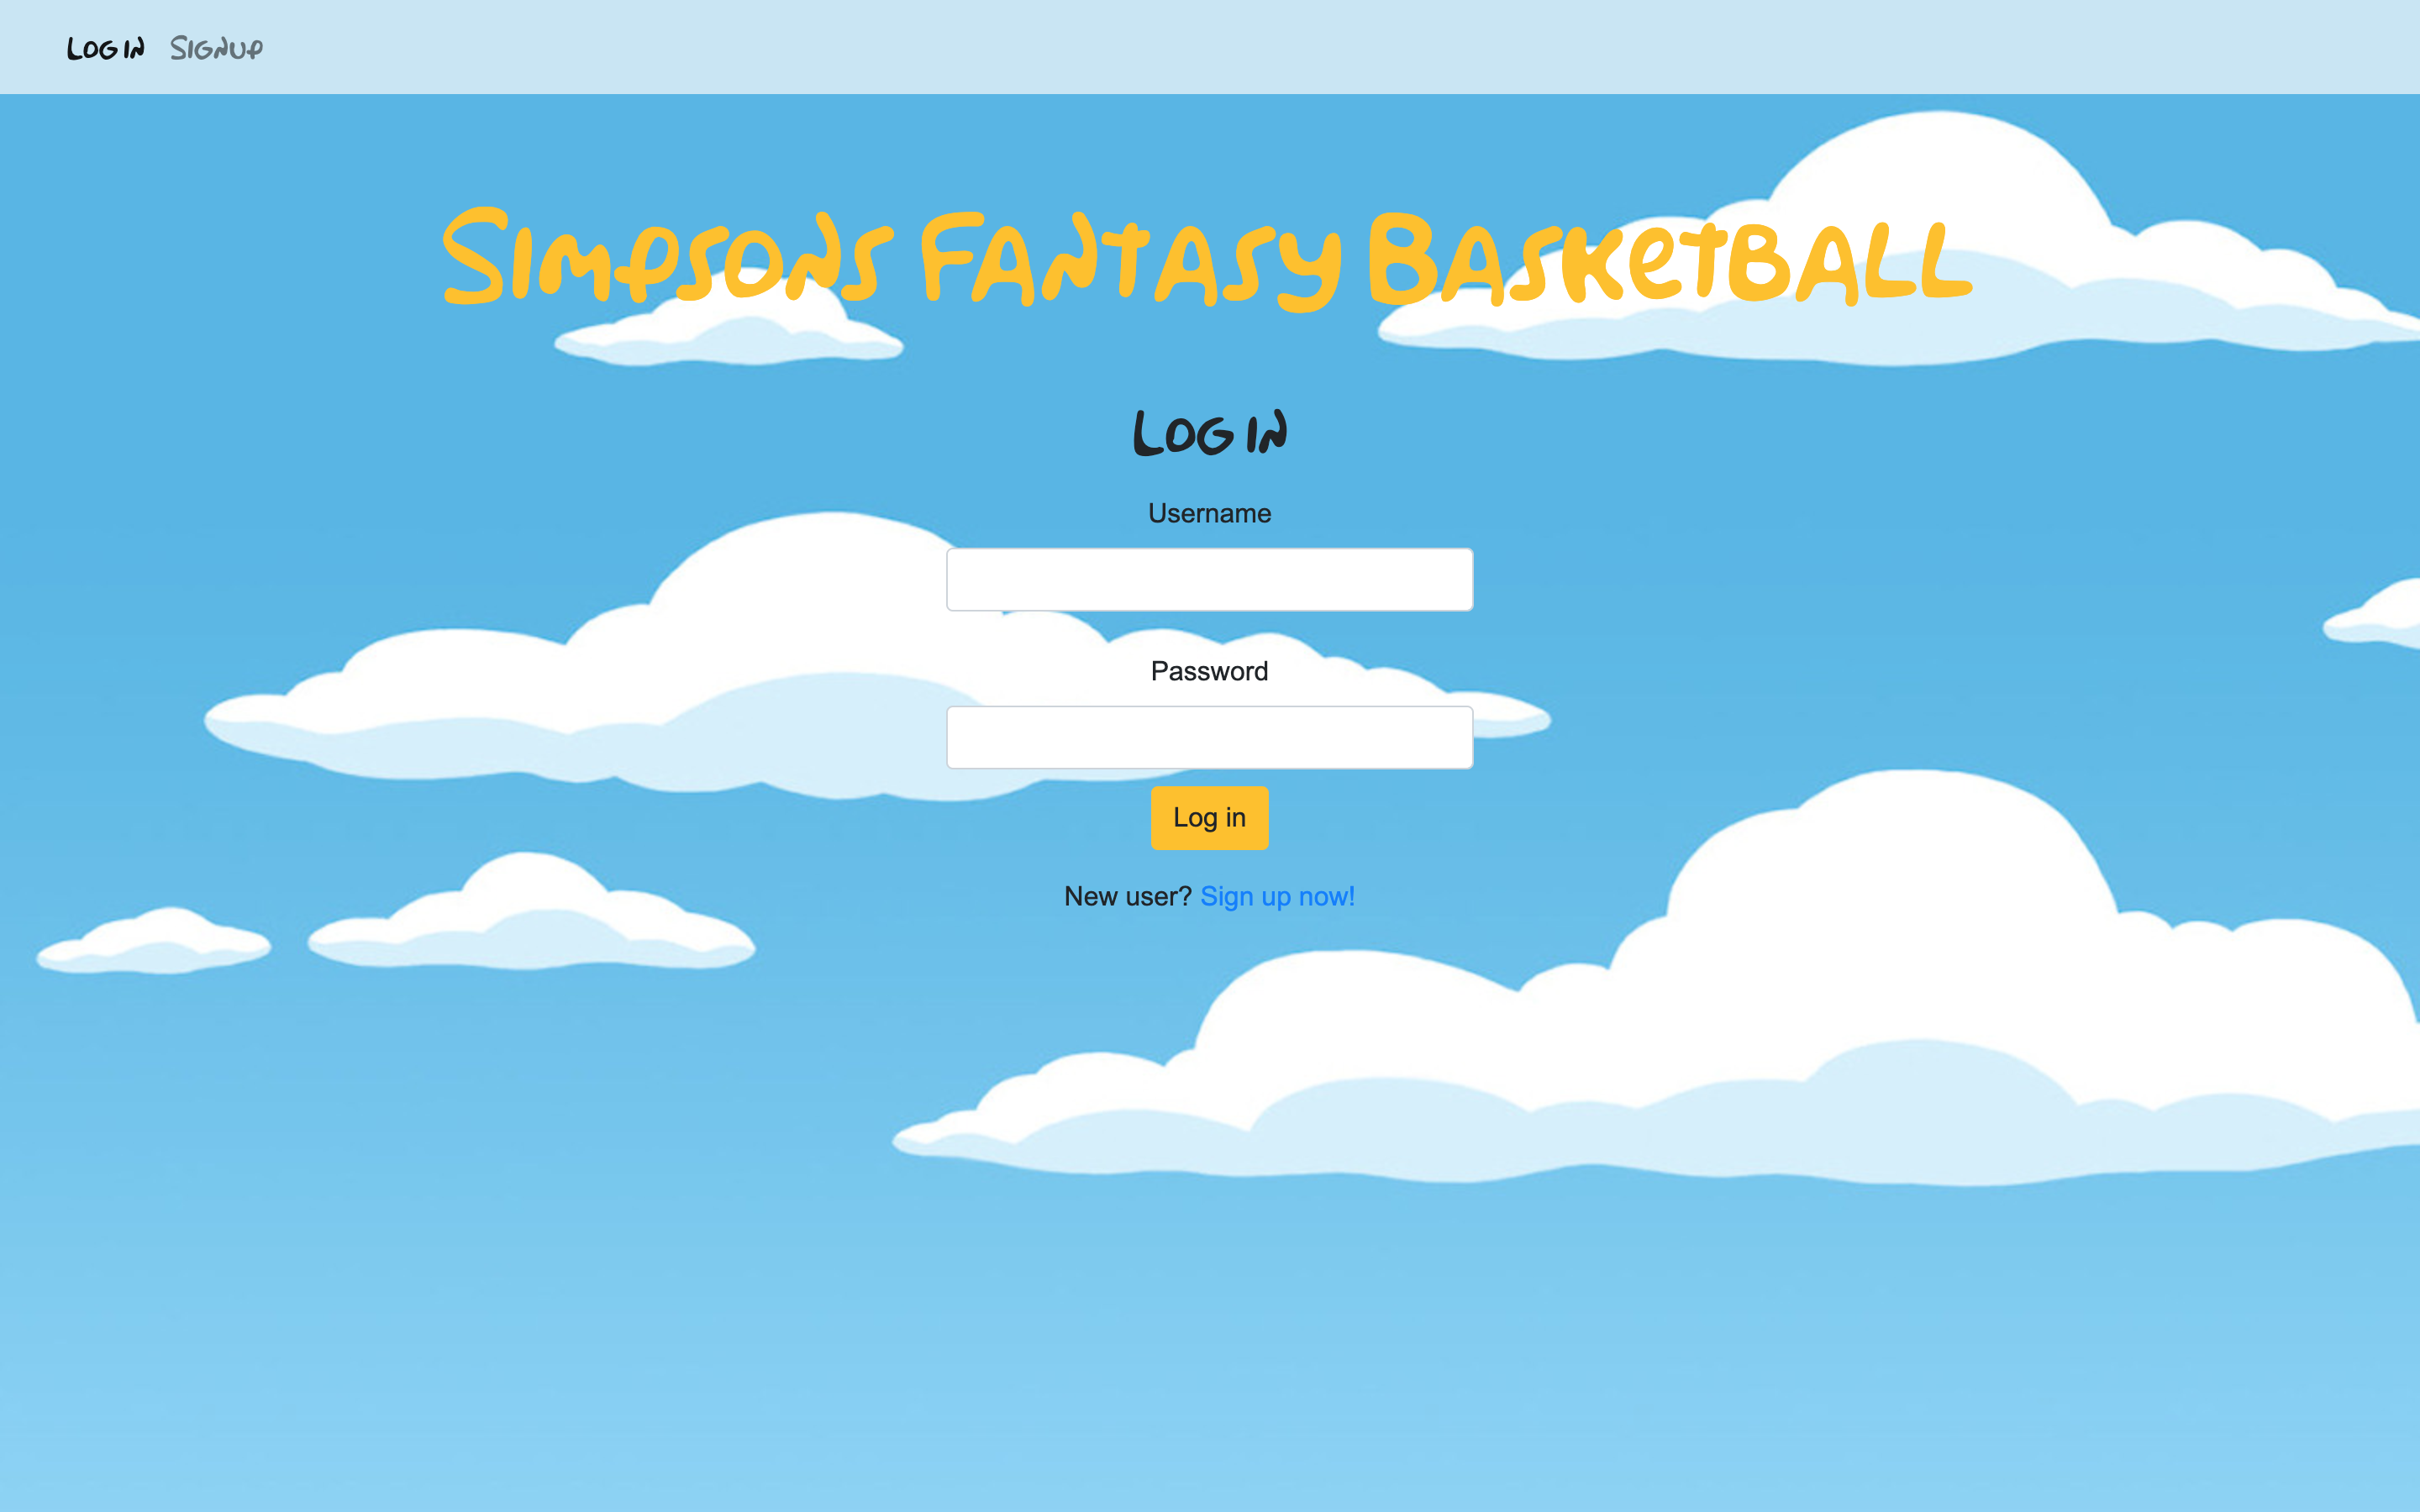 Log in Signup
Simpsons Fantasy Basketball
Log in
Username
Password
Log in
New user? Sign up now!